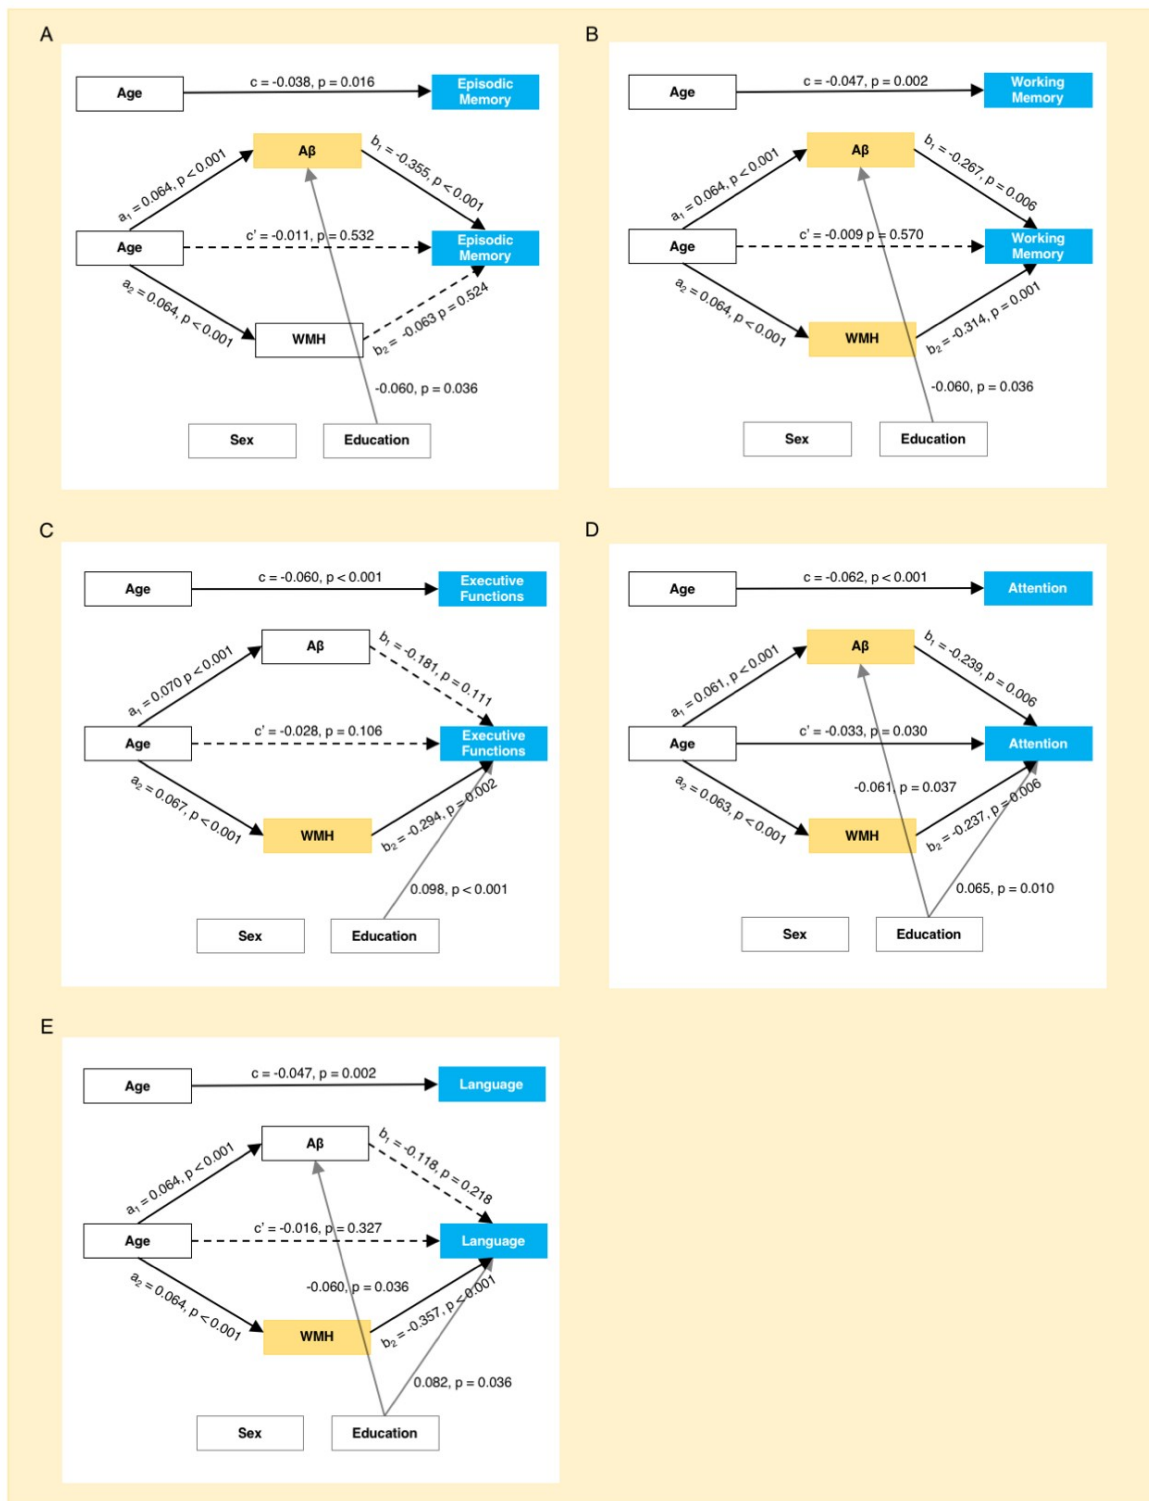 A
Age
c = -0.038, p = 0.016
Episodic
Memory
Aβ
a1 = 0.064, p < 0.001
b1 = -0.355, p < 0.001
Age
c' = -0.011, p = 0.532
Episodic
Memory
a2 = 0.064, p < 0.001
WMH
b2 = -0.063 p = 0.524
-0.060, p = 0.036
Sex
Education
B
Age
c = -0.047, p = 0.002
Working
Memory
Aβ
a1 = 0.064, p < 0.001
b1 = -0.267, p = 0.006
Age
c' = -0.009 p = 0.570
Working
Memory
a2 = 0.064, p < 0.001
WMH
b2 = -0.314, p = 0.001
-0.060, p = 0.036
Sex
Education
C
Age
c = -0.060, p < 0.001
Executive
Functions
Aβ
a1 = 0.070 p < 0.001
b1 = -0.181, p = 0.111
Age
c' = -0.028, p = 0.106
Executive
Functions
a2 = 0.067, p < 0.001
WMH
b2 = -0.294, p = 0.002
0.098, p < 0.001
Sex
Education
D
Age
c = -0.062, p < 0.001
Attention
Aβ
a1 = 0.061, p < 0.001
b1 = -0.239, p = 0.006
Age
c' = -0.033, p = 0.030
Attention
-0.061, p = 0.037
a2 = 0.063, p < 0.001
WMH
b2 = -0.237, p = 0.006
0.065, p = 0.010
Sex
Education
E
Age
c = -0.047, p = 0.002
Language
Aβ
a1 = 0.064, p < 0.001
b1 = -0.118, p = 0.218
Age
c' = -0.016, p = 0.327
Language
-0.060, p = 0.036
a2 = 0.064, p < 0.001
WMH
b2 = -0.357, p < 0.001
0.082, p = 0.036
Sex
Education